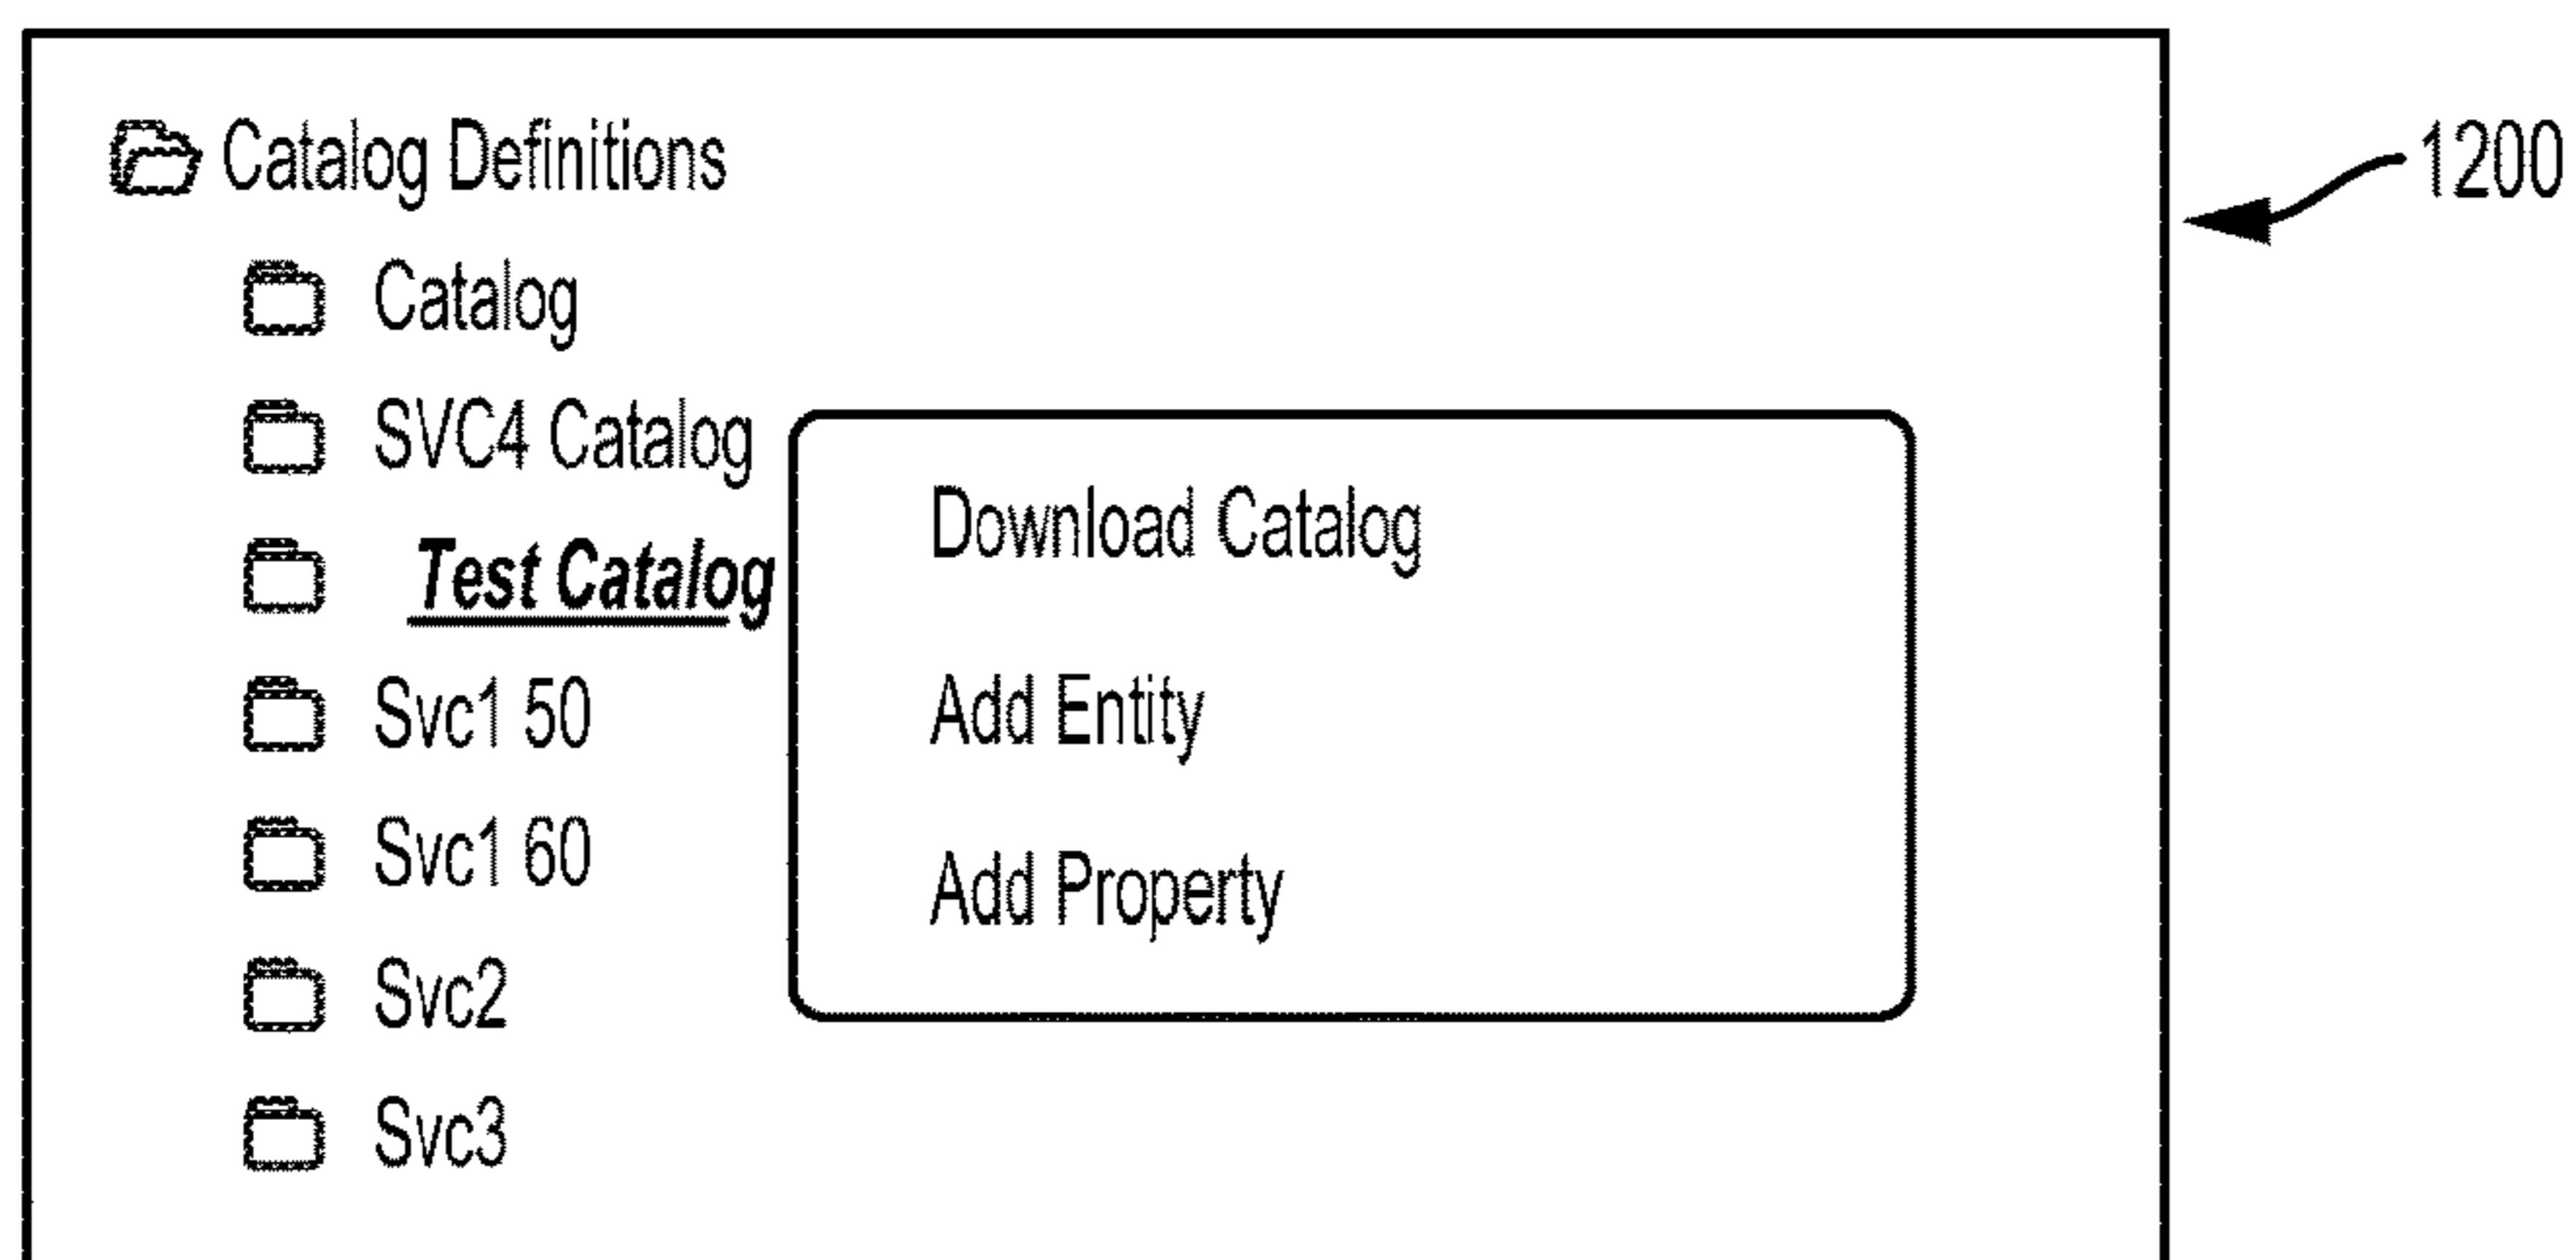 Catalog Definitions
1200
Catalog
SVC4 Catalog
Test Catalog
Svc1 50
Svc1 60
Svc2
Svc3
Download Catalog
Add Entity
Add Property